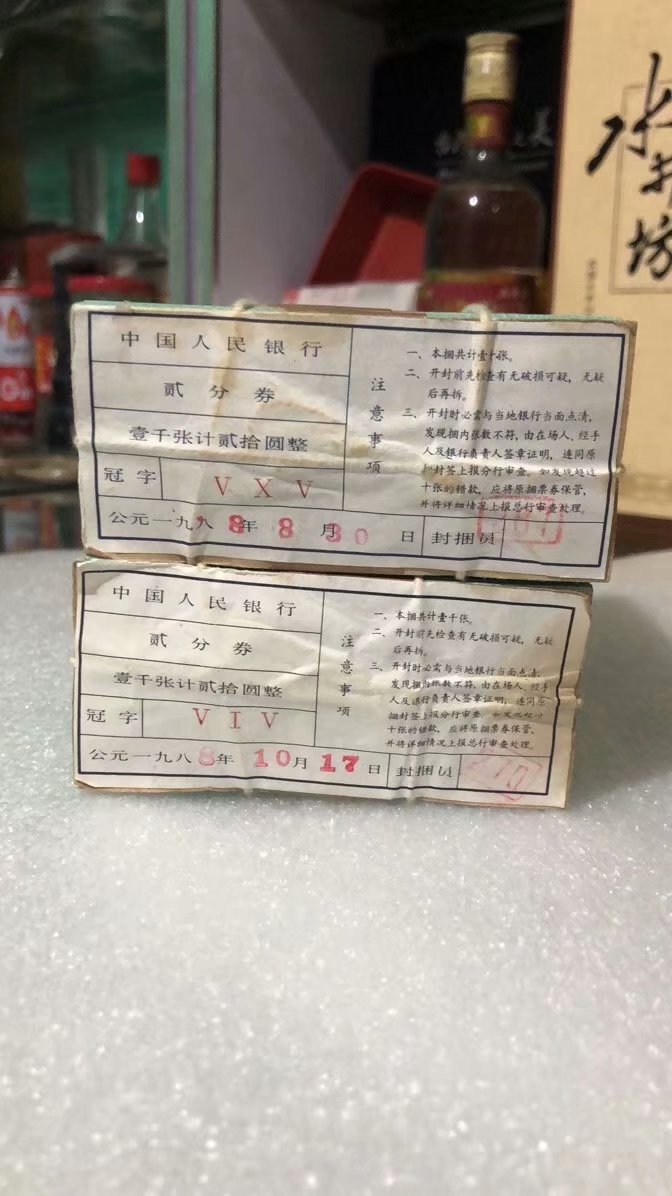 水井坊
中国人民银行
贰分券
壹千张计贰拾圆整
冠字 V X V
公元一九八8年8月30日
封捆员
注意事项
一、本捆共计壹千张。
二、开封前先检查有无破损可疑，无疑
后再拆。
三、开封时必需与当地银行当面点清，
发现捆内张数不符，由在场人、经手
人及银行负责人签章证明，连同原
捆封签上报分行审查，如发现超过
十张的错款，应将原捆票券保管，
并将详细情况上报总行审查处理。
中国人民银行
贰分券
壹千张计贰拾圆整
冠字 V I V
公元一九八8年10月17日
封捆员
注意事项
一、本捆共计壹千张。
二、开封前先检查有无破损可疑，无疑
后再拆。
三、开封时必需与当地银行当面点清，
发现捆内张数不符，由在场人、经手
人及银行负责人签章证明，连同原
捆封签上报分行审查，如发现超过
十张的错款，应将原捆票券保管，
并将详细情况上报总行审查处理。